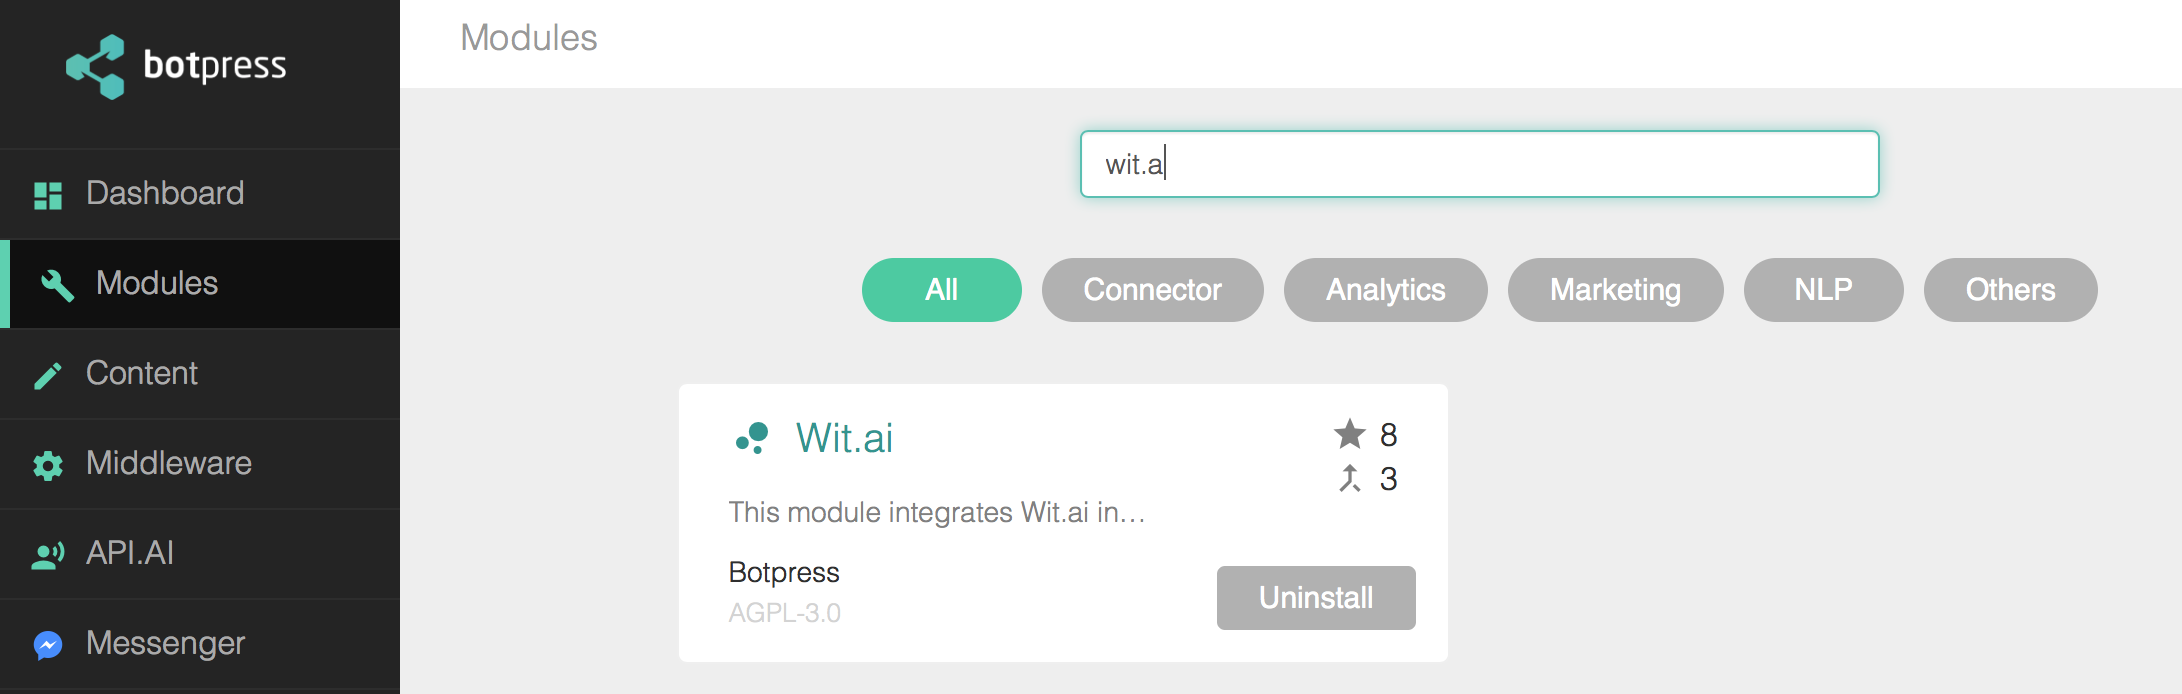 botpress
Dashboard
Modules
Content
Middleware
API.AI
Messenger
Modules
wit.a
All
Connector
Analytics
Marketing
NLP
Others
Wit.ai
8
3
This module integrates Wit.ai in...
Botpress
AGPL-3.0
Uninstall